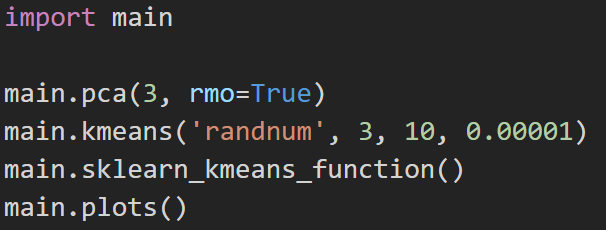 import main
main.pca(3, rmo=True)
main.kmeans('randnum', 3, 10, 0.00001)
main.sklearn_kmeans_function()
main.plots()